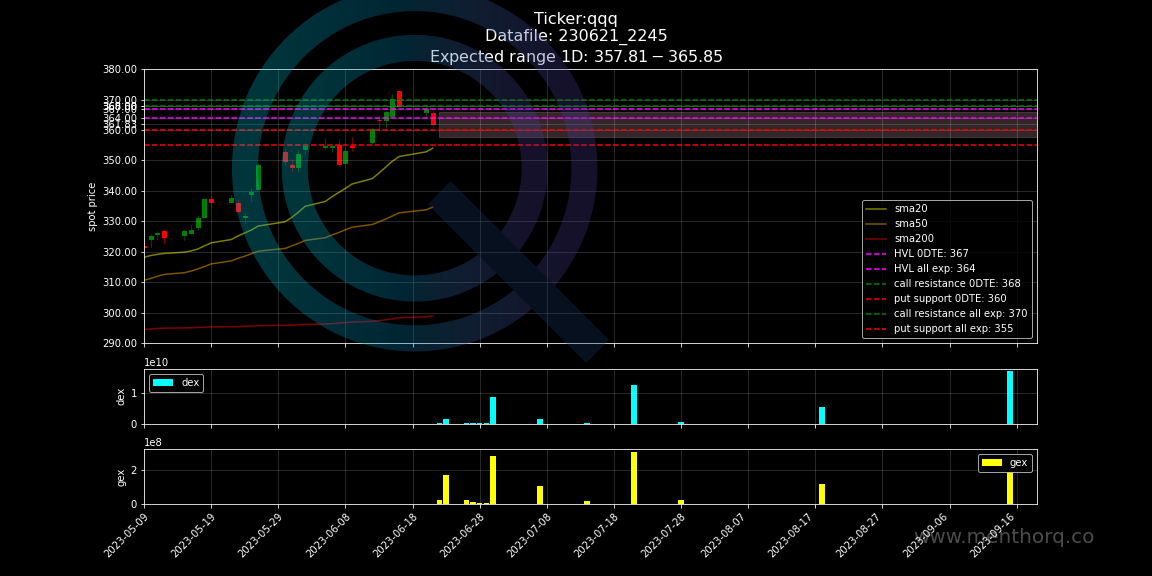 Ticker:qqq
Datafile: 230621_2245
Expected range 1D: 357.81 − 365.85
380.00
370.00
364.00
360.00
350.00
340.00
330.00
320.00
310.00
300.00
290.00
spot price
sma20
sma50
sma200
HVL 0DTE: 367
HVL all exp: 364
call resistance 0DTE: 368
put support 0DTE: 360
call resistance all exp: 370
put support all exp: 355
1e10
dex
1
0
dex
1e8
gex
2
0
gex
2023-05-09
2023-05-19
2023-05-29
2023-06-08
2023-06-18
2023-06-28
2023-07-08
2023-07-18
2023-07-28
2023-08-07
2023-08-17
2023-08-27
2023-09-06
2023-09-16
www.menthorq.co